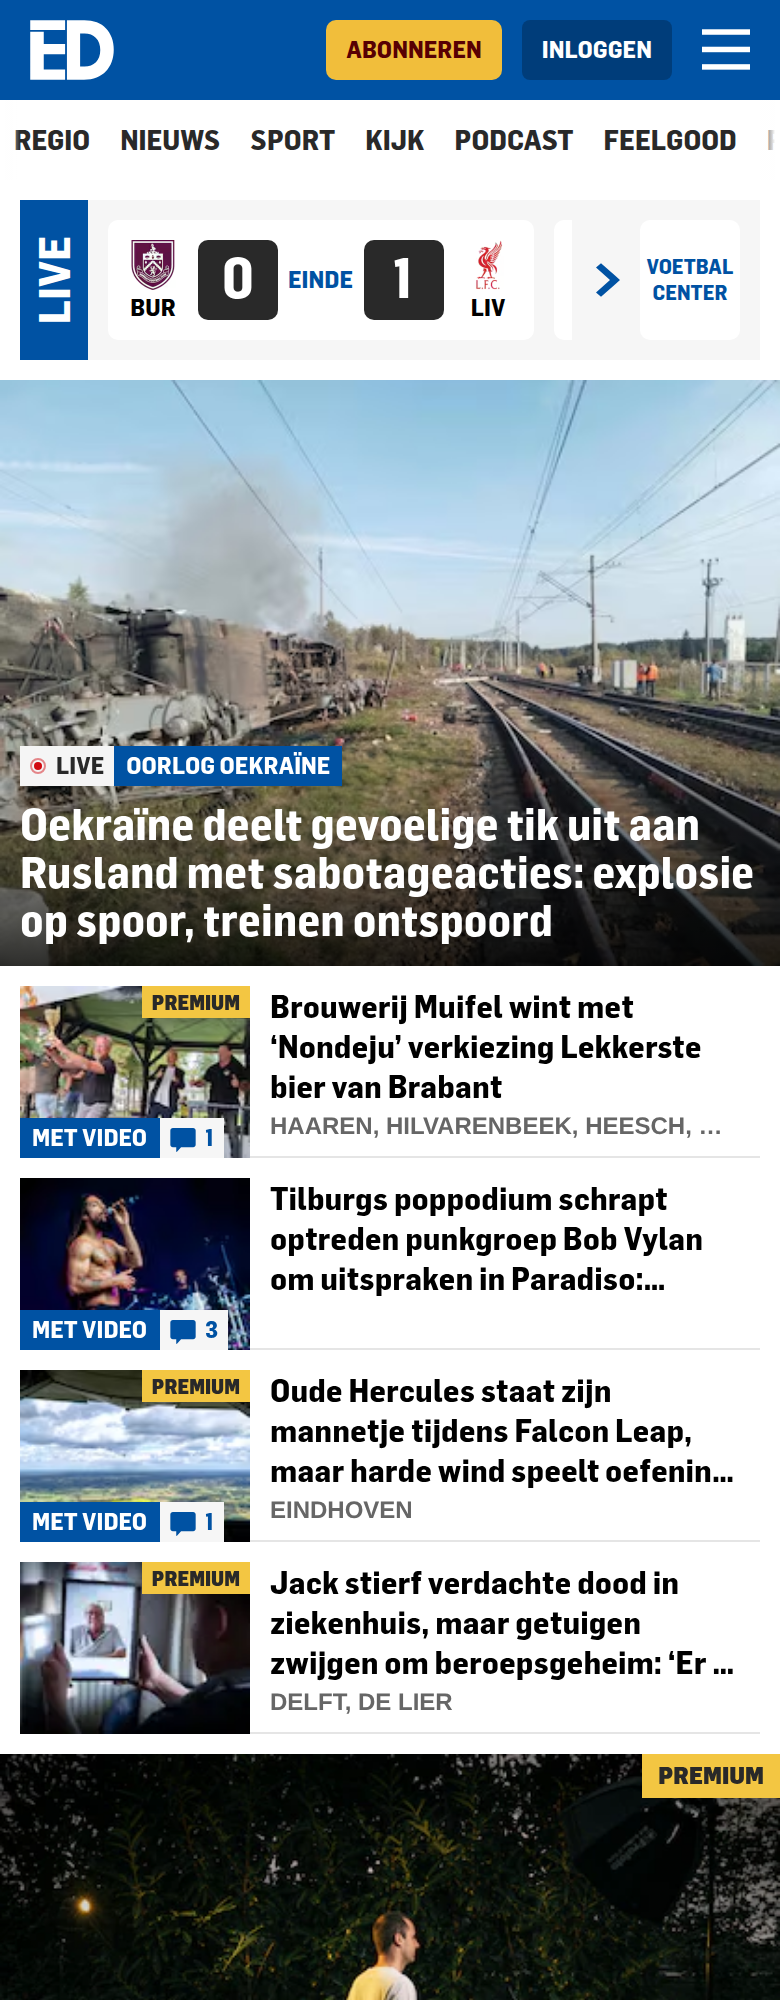 ED
ABONNEREN
INLOGGEN
REGIO NIEUWS SPORT KIJK PODCAST FEELGOOD
LIVE
BUR
0
EINDE
1
L.F.C.
LIV
VOETBAL
CENTER
LIVE
OORLOG OEKRAÏNE
Oekraïne deelt gevoelige tik uit aan
Rusland met sabotageacties: explosie
op spoor, treinen ontspoord
PREMIUM
MET VIDEO
1
Brouwerij Muifel wint met
‘Nondeju’ verkiezing Lekkerste
bier van Brabant
HAAREN, HILVARENBEEK, HEESCH, ...
MET VIDEO
3
Tilburgs poppodium schrapt
optreden punkgroep Bob Vylan
om uitspraken in Paradiso:...
PREMIUM
MET VIDEO
1
Oude Hercules staat zijn
mannetje tijdens Falcon Leap,
maar harde wind speelt oefenin...
EINDHOVEN
PREMIUM
Jack stierf verdachte dood in
ziekenhuis, maar getuigen
zwijgen om beroepsgeheim: ‘Er ...
DELFT, DE LIER
PREMIUM